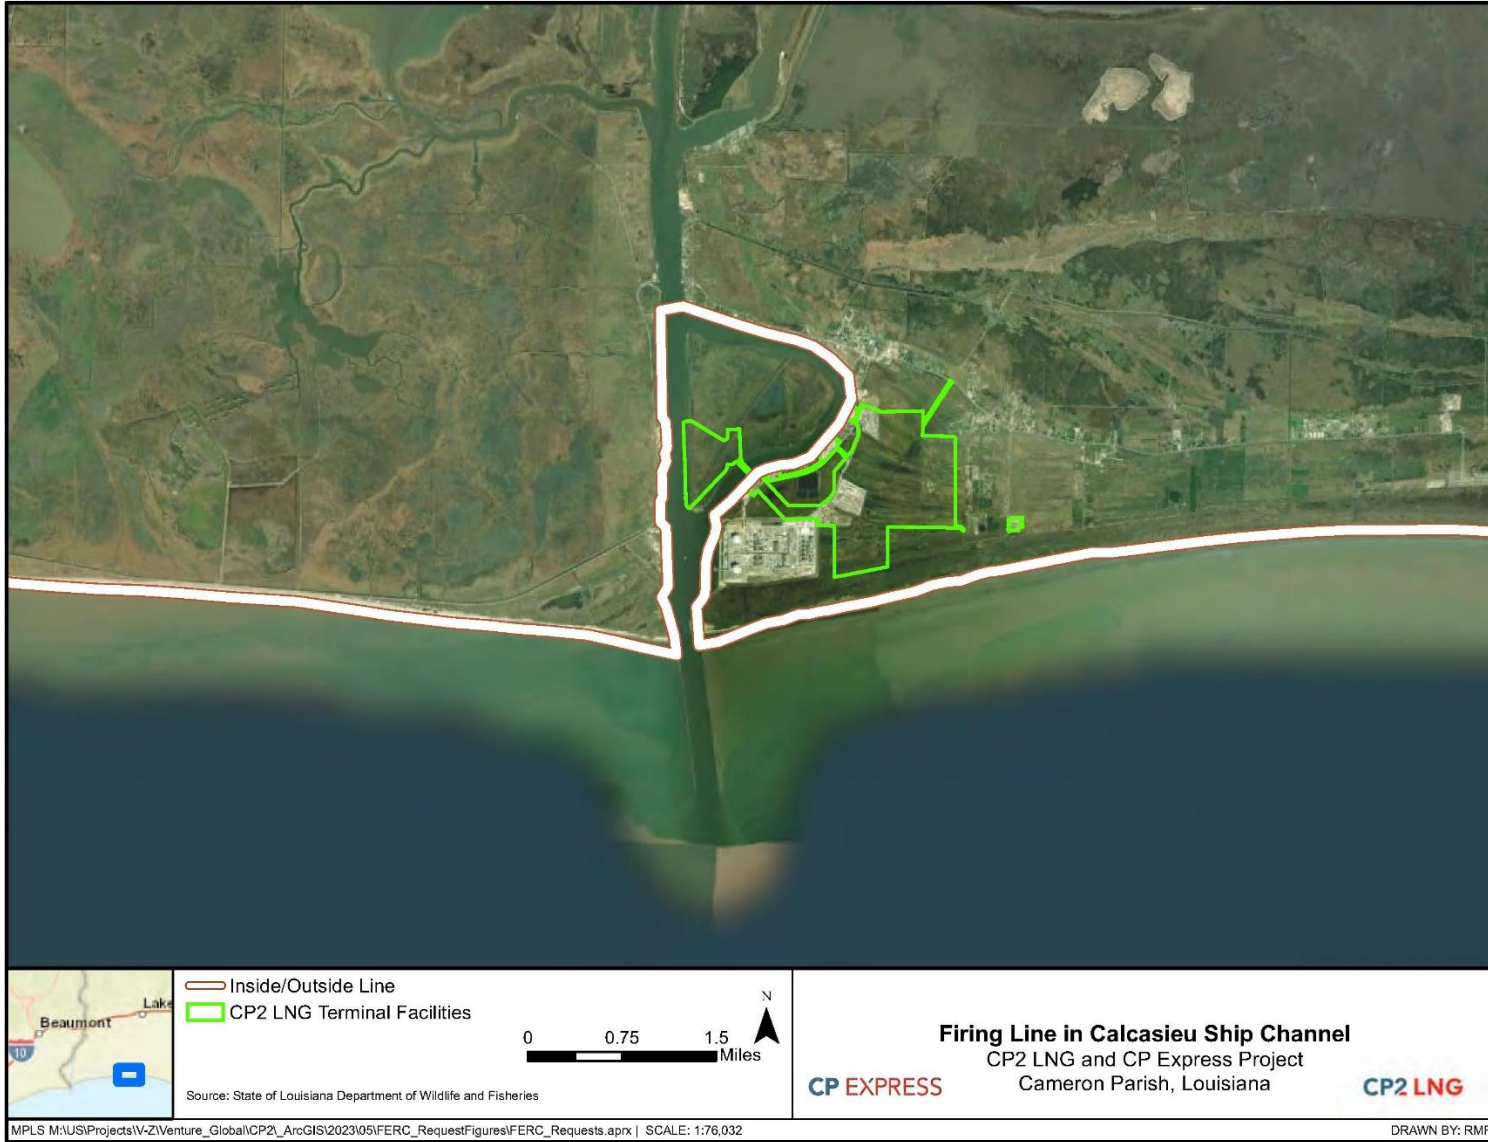 Beaumont
Lake
10
Inside/Outside Line
CP2 LNG Terminal Facilities
0 0.75 1.5
Miles
N
Source: State of Louisiana Department of Wildlife and Fisheries
Firing Line in Calcasieu Ship Channel
CP2 LNG and CP Express Project
Cameron Parish, Louisiana
CP EXPRESS
CP2 LNG
MPLS M:\US\Projects\V-Z\Venture_Global\CP2\_ArcGIS\2023\05\FERC_RequestFigures\FERC_Requests.aprx | SCALE: 1:76,032
DRAWN BY: RMF